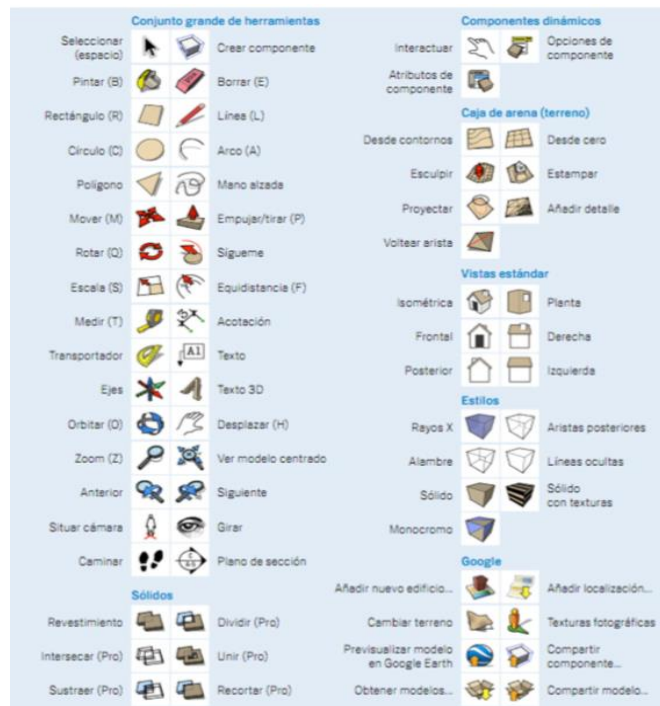 Conjunto grande de herramientas
Seleccionar
(espacio)
Crear componente
Pintar (B)
Borrar (E)
Rectángulo (R)
Línea (L)
Círculo (C)
Arco (A)
Polígono
Mano alzada
Mover (M)
Empujar/tirar (P)
Rotar (Q)
Sígueme
Escala (S)
Equidistancia (F)
Medir (T)
Acotación
Transportador
A1
Texto
Ejes
Texto 3D
Orbitar (O)
Desplazar (H)
Zoom (Z)
Ver modelo centrado
Anterior
Siguiente
Situar cámara
Girar
Caminar
Plano de sección
Sólidos
Revestimiento
Dividir (Pro)
Intersecar (Pro)
Unir (Pro)
Sustraer (Pro)
Recortar (Pro)
Componentes dinámicos
Interactuar
Opciones de
componente
Atributos de
componente
Caja de arena (terreno)
Desde contornos
Desde cero
Esculpir
Estampar
Proyectar
Añadir detalle
Voltear arista
Vistas estándar
Isométrica
Planta
Frontal
Derecha
Posterior
Izquierda
Estilos
Rayos X
Aristas posteriores
Alambre
Líneas ocultas
Sólido
Sólido
con texturas
Monocromo
Google
Añadir nuevo edificio...
Añadir localización...
Cambiar terreno
Texturas fotográficas
Previsualizar modelo
en Google Earth
Compartir
componente...
Obtener modelos...
Compartir modelo...